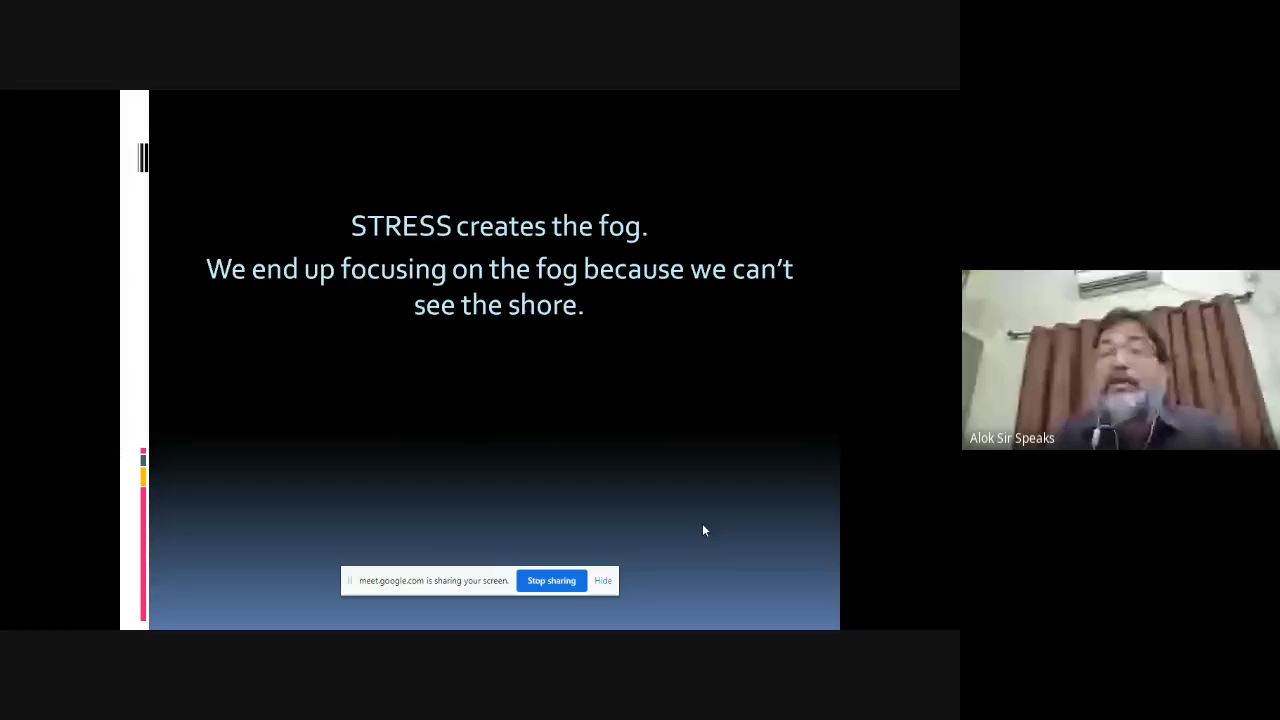 STRESS creates the fog.
We end up focusing on the fog because we can’t
see the shore.
meet.google.com is sharing your screen. Stop sharing Hide
Alok Sir Speaks